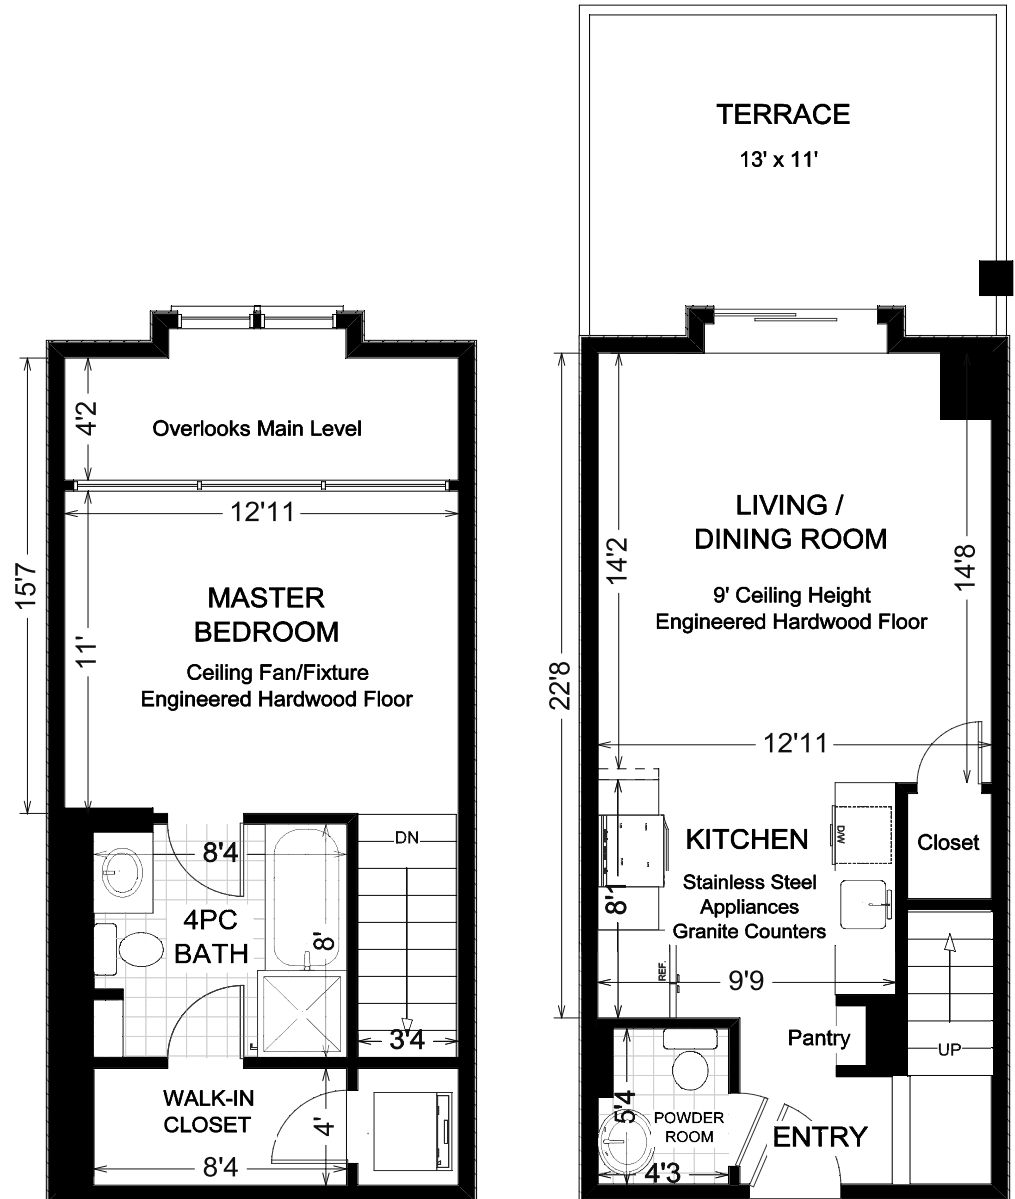 Overlooks Main Level
4'2
15'7
12'11
MASTER
BEDROOM
Ceiling Fan/Fixture
Engineered Hardwood Floor
11'
8'4
DN
4PC
BATH
8'
3'4
WALK-IN
CLOSET
4'
8'4
TERRACE
13' x 11'
LIVING /
DINING ROOM
9' Ceiling Height
Engineered Hardwood Floor
14'2
14'8
22'8
12'11
KITCHEN
Stainless Steel
Appliances
Granite Counters
DW
Closet
8'1
REF.
9'9
Pantry
UP
5'4
POWDER
ROOM
4'3
ENTRY